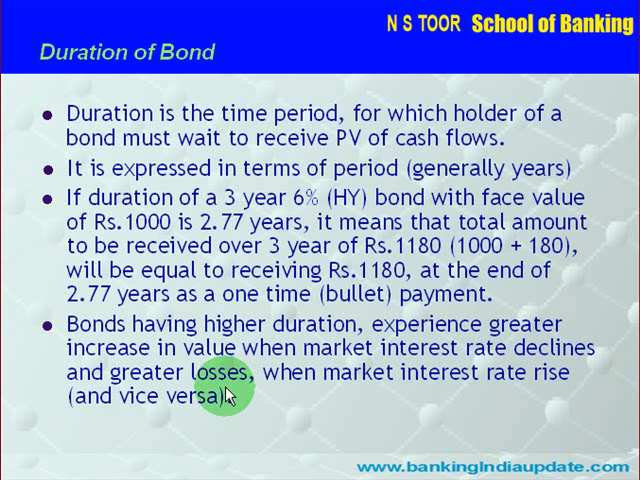 N S TOOR School of Banking
Duration of Bond
• Duration is the time period, for which holder of a
bond must wait to receive PV of cash flows.
• It is expressed in terms of period (generally years)
• If duration of a 3 year 6% (HY) bond with face value
of Rs.1000 is 2.77 years, it means that total amount
to be received over 3 year of Rs.1180 (1000 + 180),
will be equal to receiving Rs.1180, at the end of
2.77 years as a one time (bullet) payment.
• Bonds having higher duration, experience greater
increase in value when market interest rate declines
and greater losses, when market interest rate rise
(and vice versa).
www.bankingIndiaupdate.com